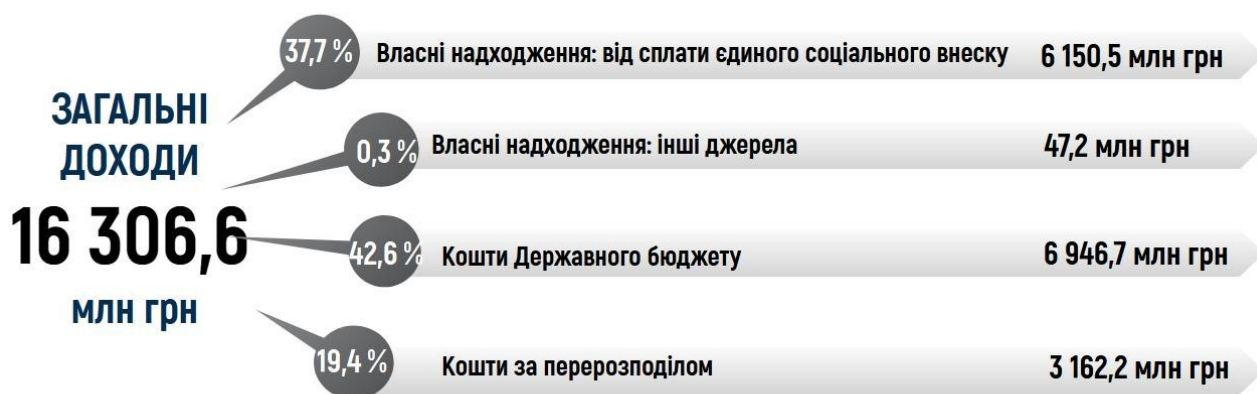 ЗАГАЛЬНІ
ДОХОДИ
16 306,6
млн грн
37,7 % Власні надходження: від сплати єдиного соціального внеску 6 150,5 млн грн
0,3 % Власні надходження: інші джерела 47,2 млн грн
42,6 % Кошти Державного бюджету 6 946,7 млн грн
19,4 % Кошти за перерозподілом 3 162,2 млн грн